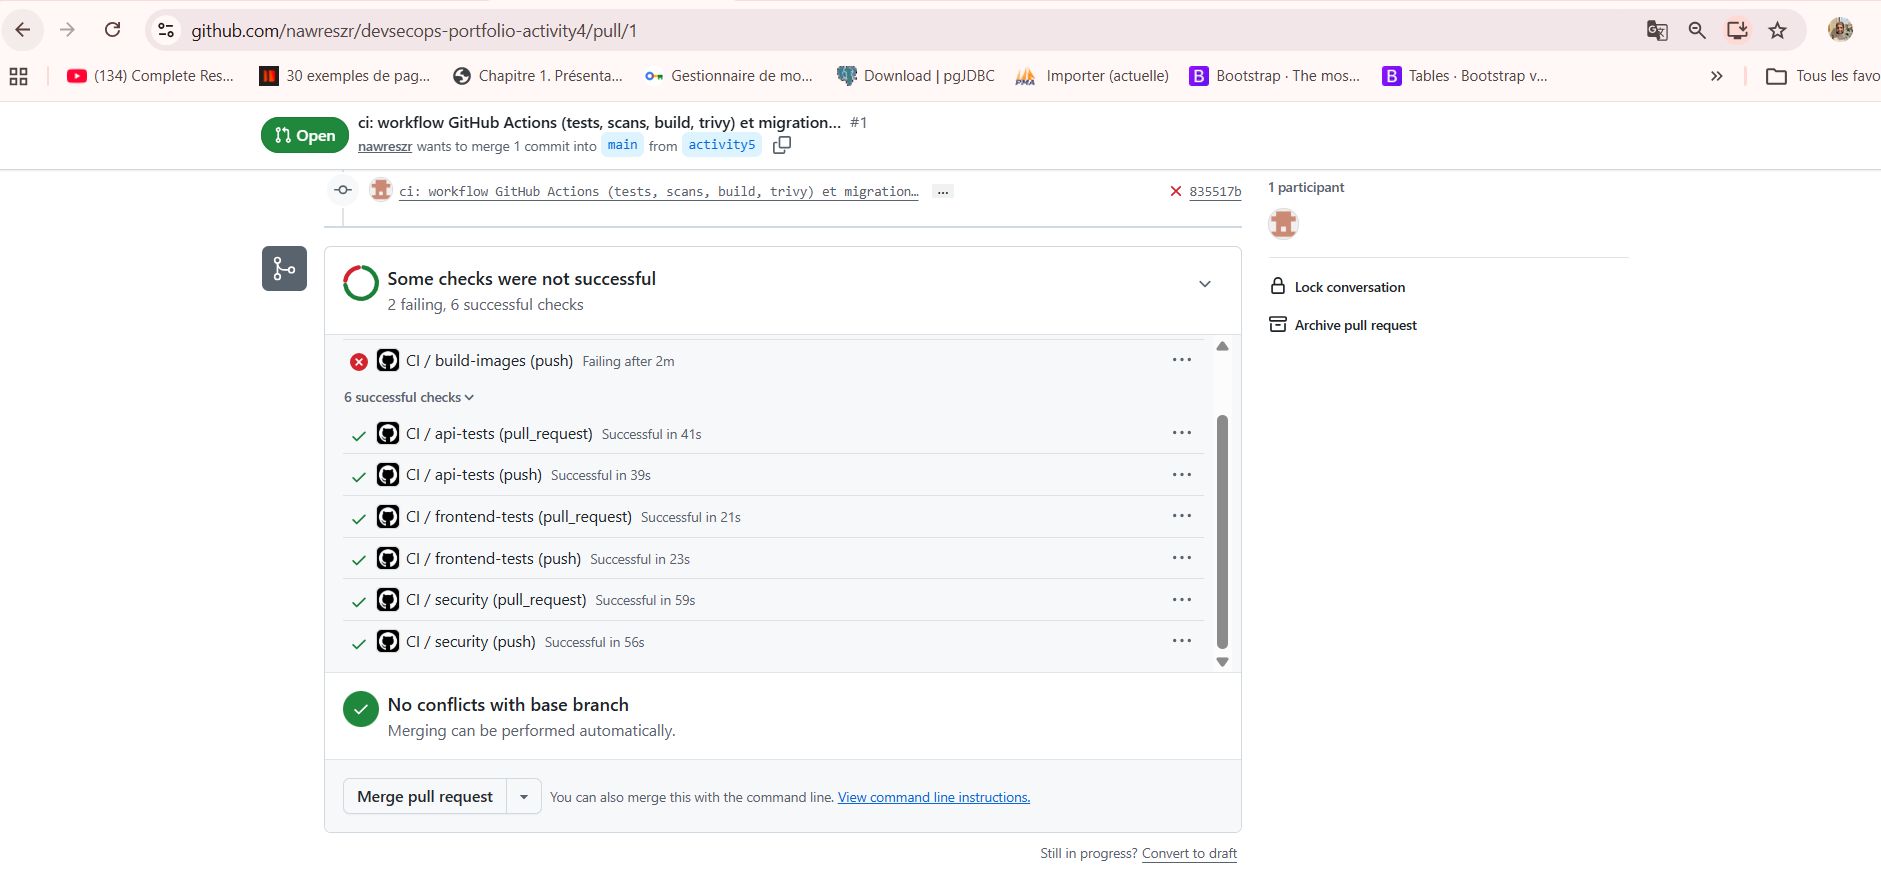 github.com/nawreszr/devsecops-portfolio-activity4/pull/1
(134) Complete Res...
30 exemples de pag...
Chapitre 1. Présenta...
Gestionnaire de mo...
Download | pgJDBC
Importer (actuelle)
Bootstrap · The mos...
Tables · Bootstrap v...
»
Tous les favo
Open
ci: workflow GitHub Actions (tests, scans, build, trivy) et migration... #1
nawreszr wants to merge 1 commit into main from activity5
ci: workflow GitHub Actions (tests, scans, build, trivy) et migration… ...
835517b
1 participant
Some checks were not successful
2 failing, 6 successful checks
Lock conversation
Archive pull request
CI / build-images (push) Failing after 2m
6 successful checks
CI / api-tests (pull_request) Successful in 41s
CI / api-tests (push) Successful in 39s
CI / frontend-tests (pull_request) Successful in 21s
CI / frontend-tests (push) Successful in 23s
CI / security (pull_request) Successful in 59s
CI / security (push) Successful in 56s
No conflicts with base branch
Merging can be performed automatically.
Merge pull request
You can also merge this with the command line. View command line instructions.
Still in progress? Convert to draft